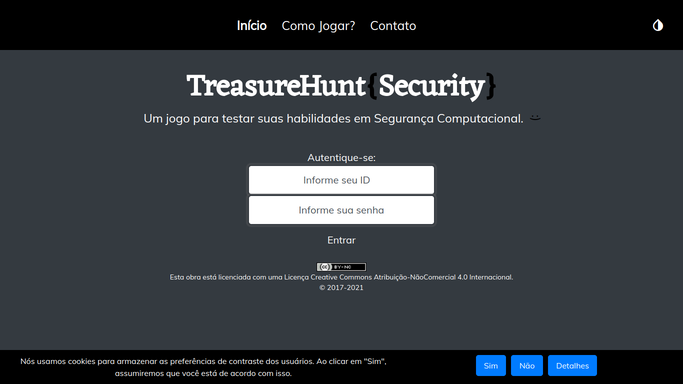 Início Como Jogar? Contato
TreasureHunt{Security}
Um jogo para testar suas habilidades em Segurança Computacional.
Autentique-se:
Informe seu ID
Informe sua senha
Entrar
cc BY-NC
Esta obra está licenciada com uma Licença Creative Commons Atribuição-NãoComercial 4.0 Internacional.
© 2017-2021
Nós usamos cookies para armazenar as preferências de contraste dos usuários. Ao clicar em "Sim",
assumiremos que você está de acordo com isso.
Sim Não Detalhes